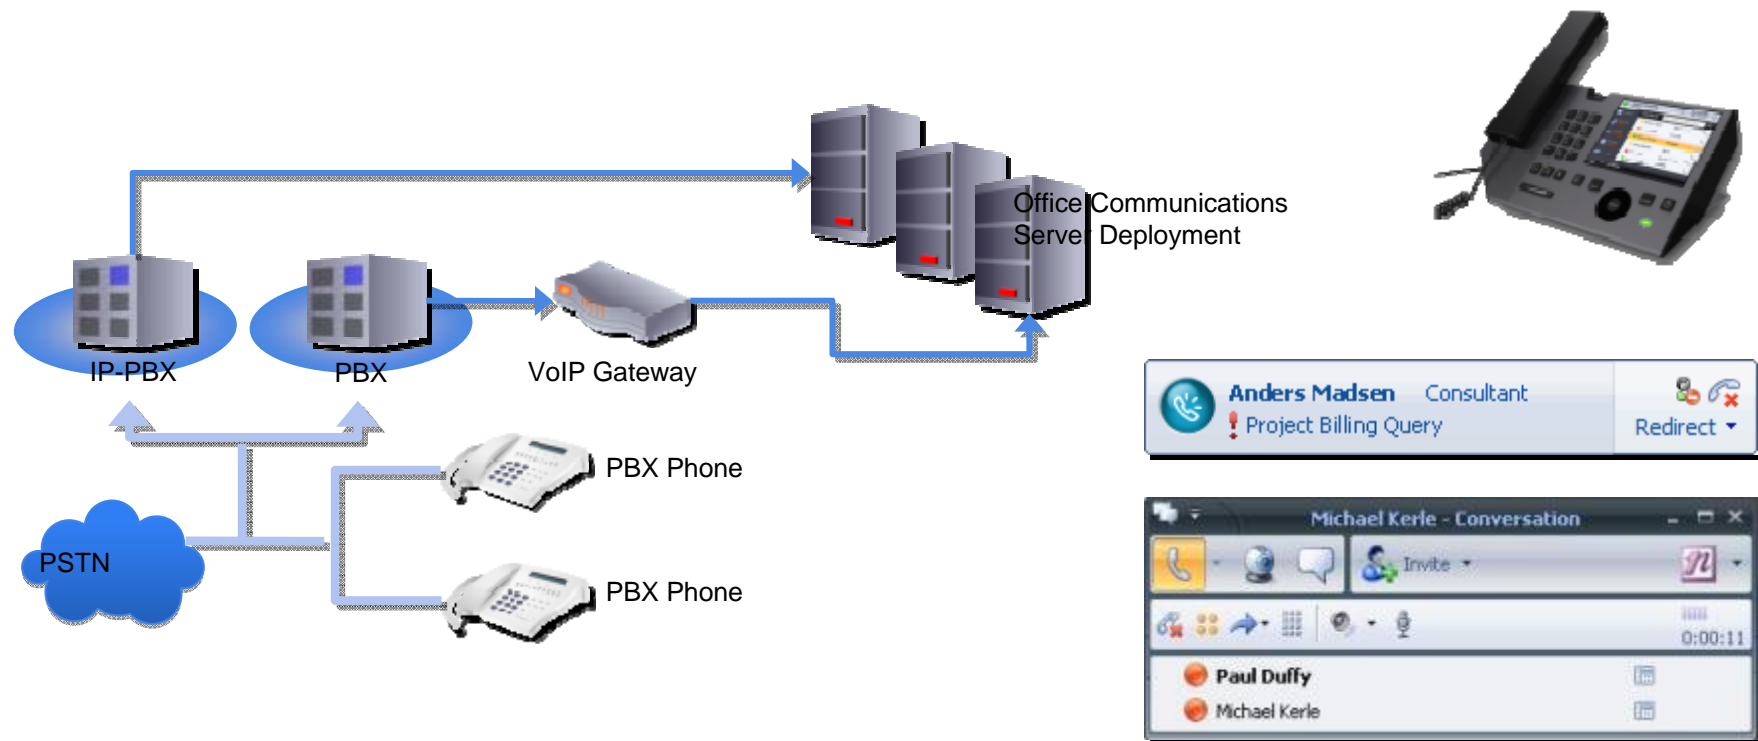 Office Communications
Server Deployment
IP-PBX
PBX
VoIP Gateway
PBX Phone
PSTN
PBX Phone
Anders Madsen Consultant
Project Billing Query
Redirect
Michael Kerle - Conversation
Invite
0:00:11
Paul Duffy
Michael Kerle